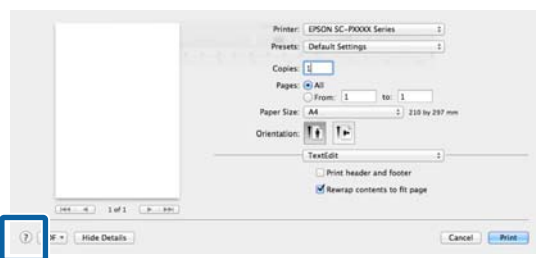 Printer: EPSON SC-PXXXX Series
Presets: Default Settings
Copies: 1
Pages: All
From: 1 to: 1
Paper Size: A4 210 by 297 mm
Orientation:
TextEdit
Print header and footer
Rewrap contents to fit page
1 of 1
? Hide Details Cancel Print